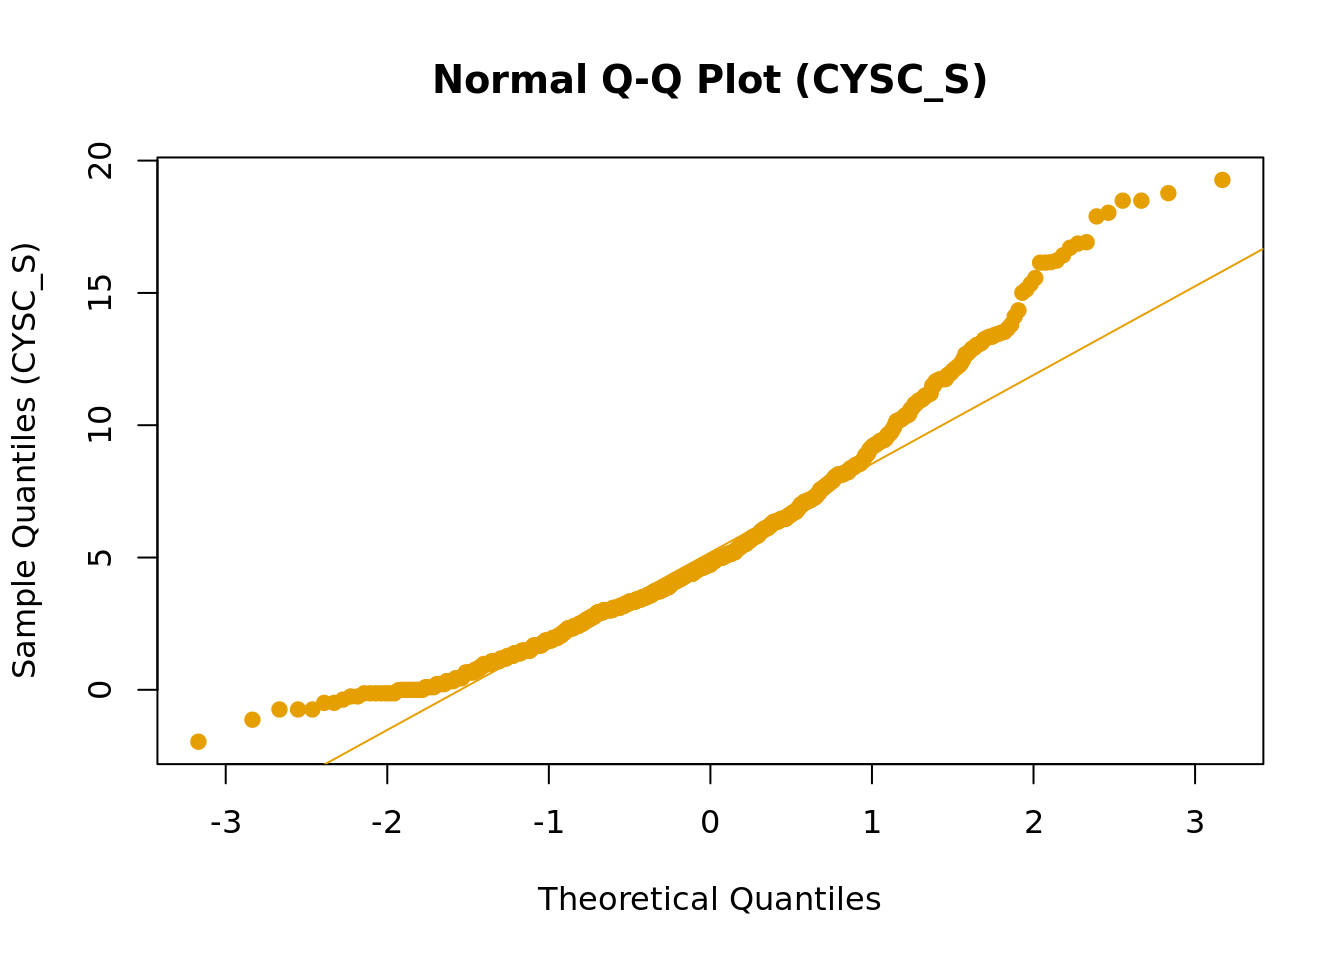 Normal Q-Q Plot (CYSC_S)
Sample Quantiles (CYSC_S)
20
15
10
5
0
-3 -2 -1 0 1 2 3
Theoretical Quantiles